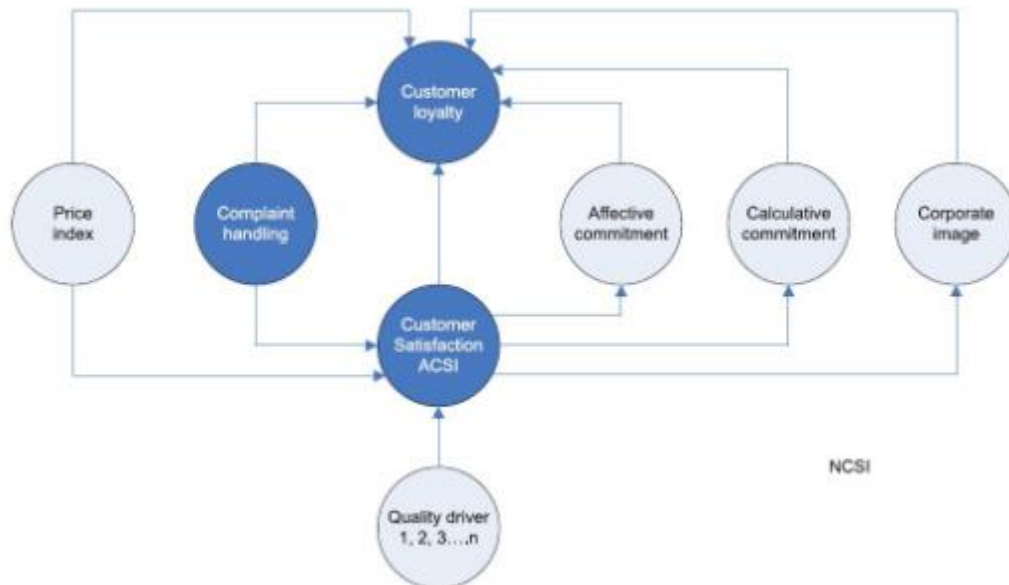 Customer
loyalty
Price
index
Complaint
handling
Affective
commitment
Calculative
commitment
Corporate
image
Customer
Satisfaction
ACSI
NCSI
Quality driver
1, 2, 3....,n